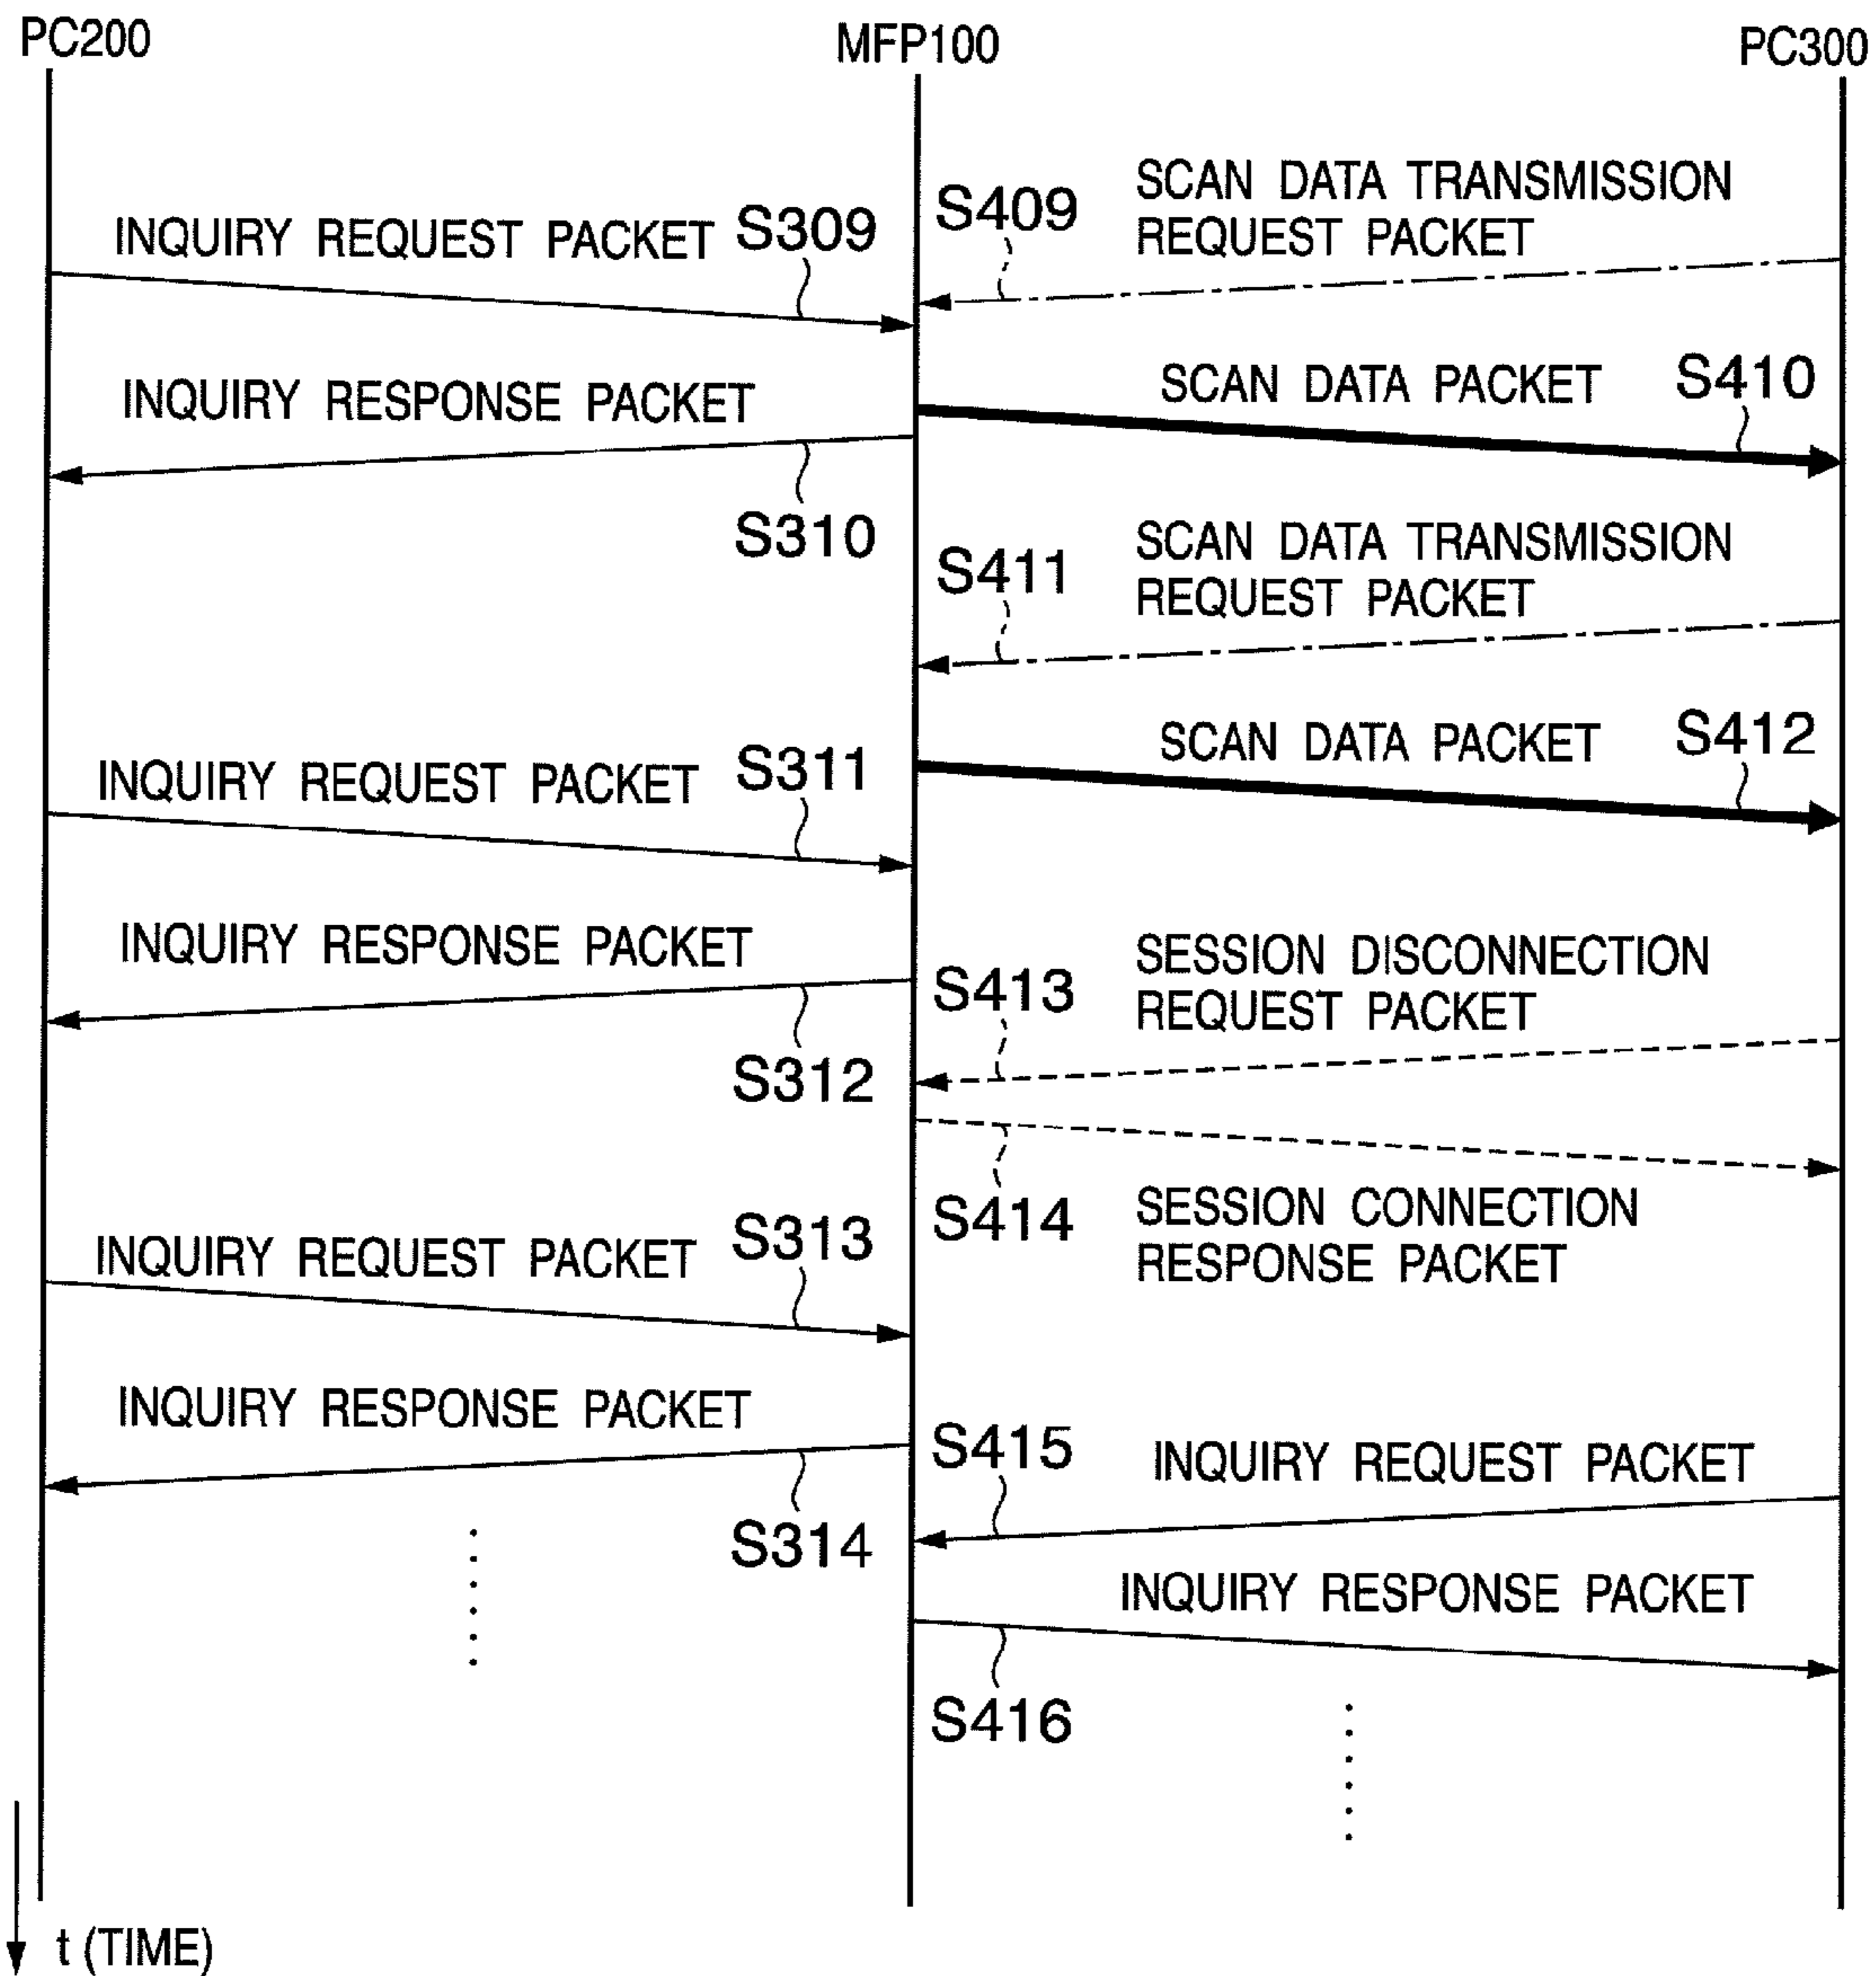 PC200
MFP100
PC300
SCAN DATA TRANSMISSION
REQUEST PACKET
S409
INQUIRY REQUEST PACKET
S309
SCAN DATA PACKET
S410
INQUIRY RESPONSE PACKET
S310
SCAN DATA TRANSMISSION
REQUEST PACKET
S411
SCAN DATA PACKET
S412
INQUIRY REQUEST PACKET
S311
INQUIRY RESPONSE PACKET
S312
SESSION DISCONNECTION
REQUEST PACKET
S413
S414
SESSION CONNECTION
RESPONSE PACKET
INQUIRY REQUEST PACKET
S313
INQUIRY RESPONSE PACKET
S314
S415
INQUIRY REQUEST PACKET
INQUIRY RESPONSE PACKET
S416
t (TIME)